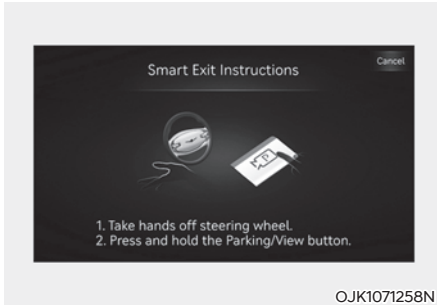 Smart Exit Instructions
Cancel
P
1. Take hands off steering wheel.
2. Press and hold the Parking/View button.
OJK1071258N